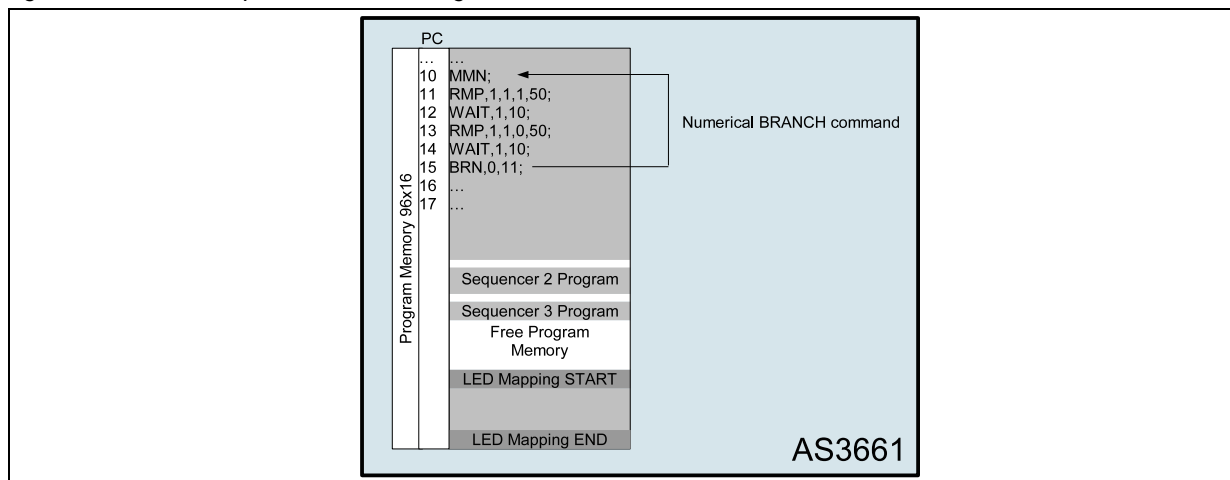 PC
... ...
10 MMN;
11 RMP,1,1,1,50;
12 WAIT,1,10;
13 RMP,1,1,0,50;
14 WAIT,1,10;
15 BRN,0,11;
16 ...
17 ...
Numerical BRANCH command
Program Memory 96x16
Sequencer 2 Program
Sequencer 3 Program
Free Program
Memory
LED Mapping START
LED Mapping END
AS3661